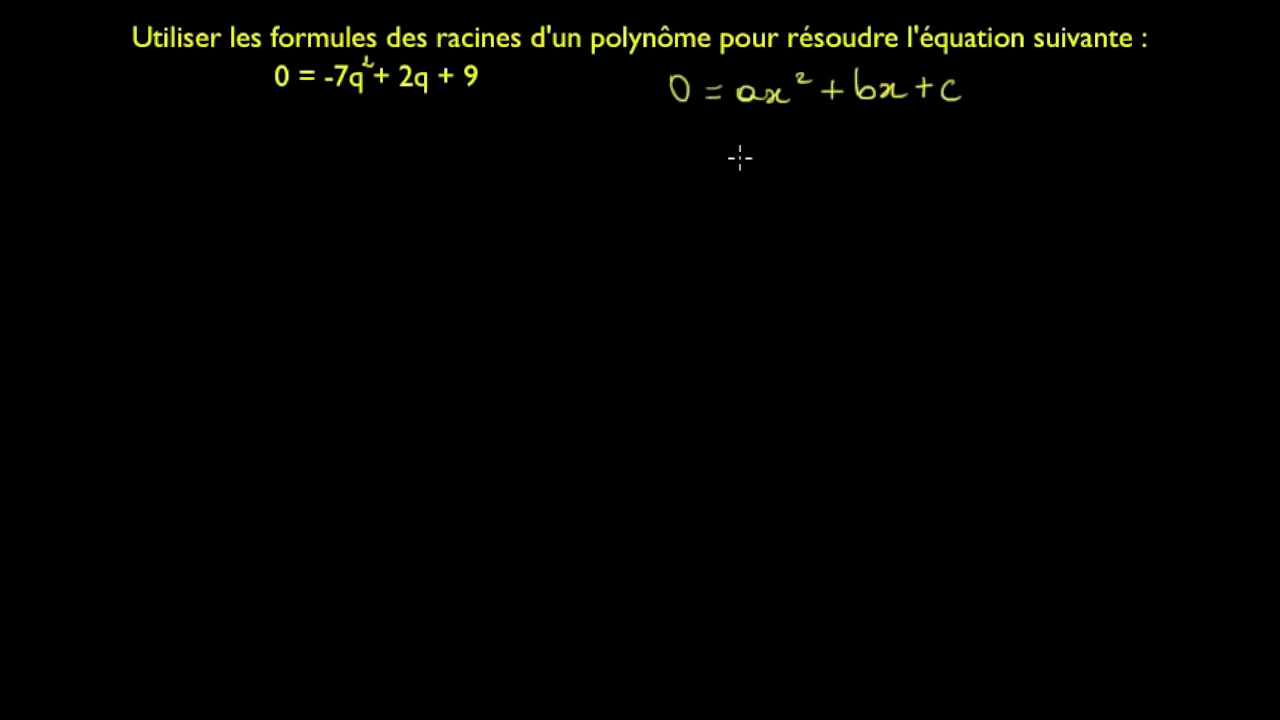 Utiliser les formules des racines d'un polynôme pour résoudre l'équation suivante :
0 = -7q² + 2q + 9
0 = ax² + bx + c